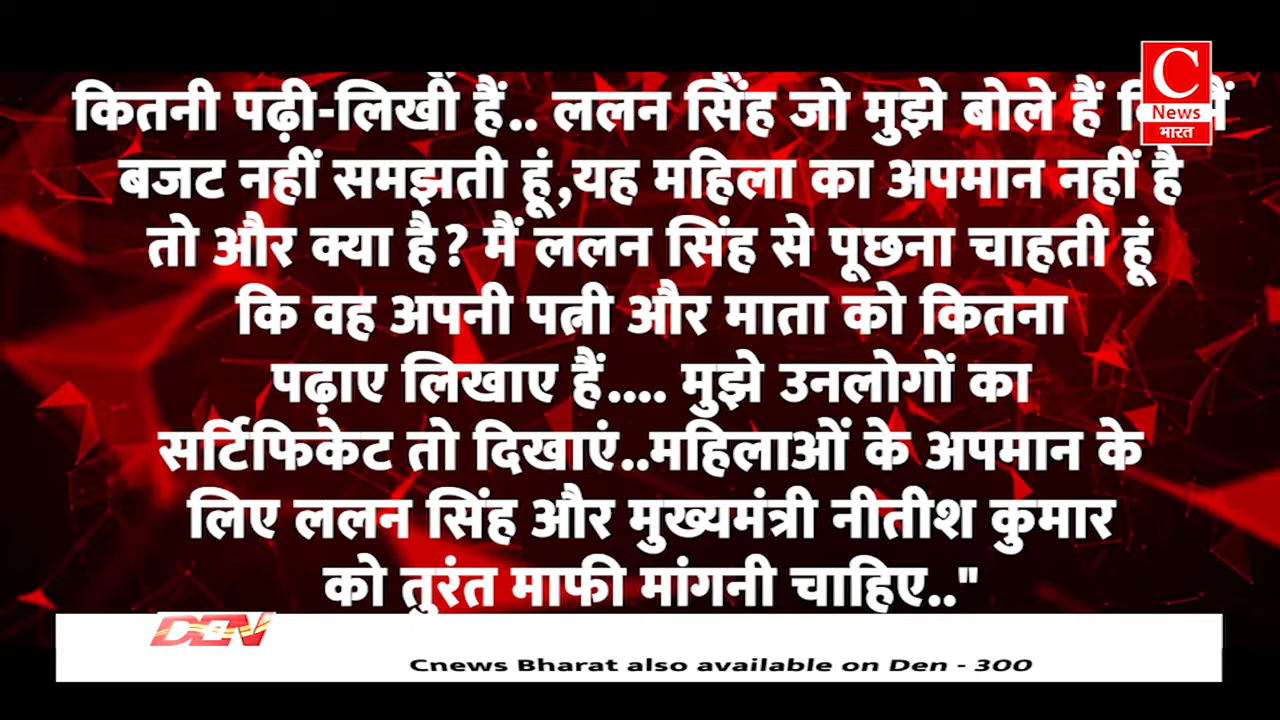 कितनी पढ़ी-लिखी हैं.. ललन सिंह जो मुझे बोले हैं
बजट नहीं समझती हूं,यह महिला का अपमान नहीं है
तो और क्या है? मैं ललन सिंह से पूछना चाहती हूं
कि वह अपनी पत्नी और माता को कितना
पढ़ाए लिखाए हैं.... मुझे उनलोगों का
सर्टिफिकेट तो दिखाएं..महिलाओं के अपमान के
लिए ललन सिंह और मुख्यमंत्री नीतीश कुमार
को तुरंत माफी मांगनी चाहिए.."
C
News
भारत
DEN
Cnews Bharat also available on Den - 300